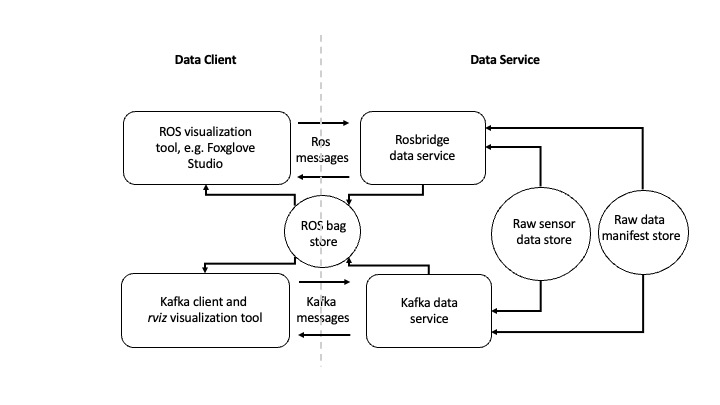 Data Client
Data Service
ROS visualization
tool, e.g. Foxglove
Studio
Ros
messages
Rosbridge
data service
ROS bag
store
Raw sensor
data store
Raw data
manifest store
Kafka client and
rviz visualization tool
Kafka
messages
Kafka data
service